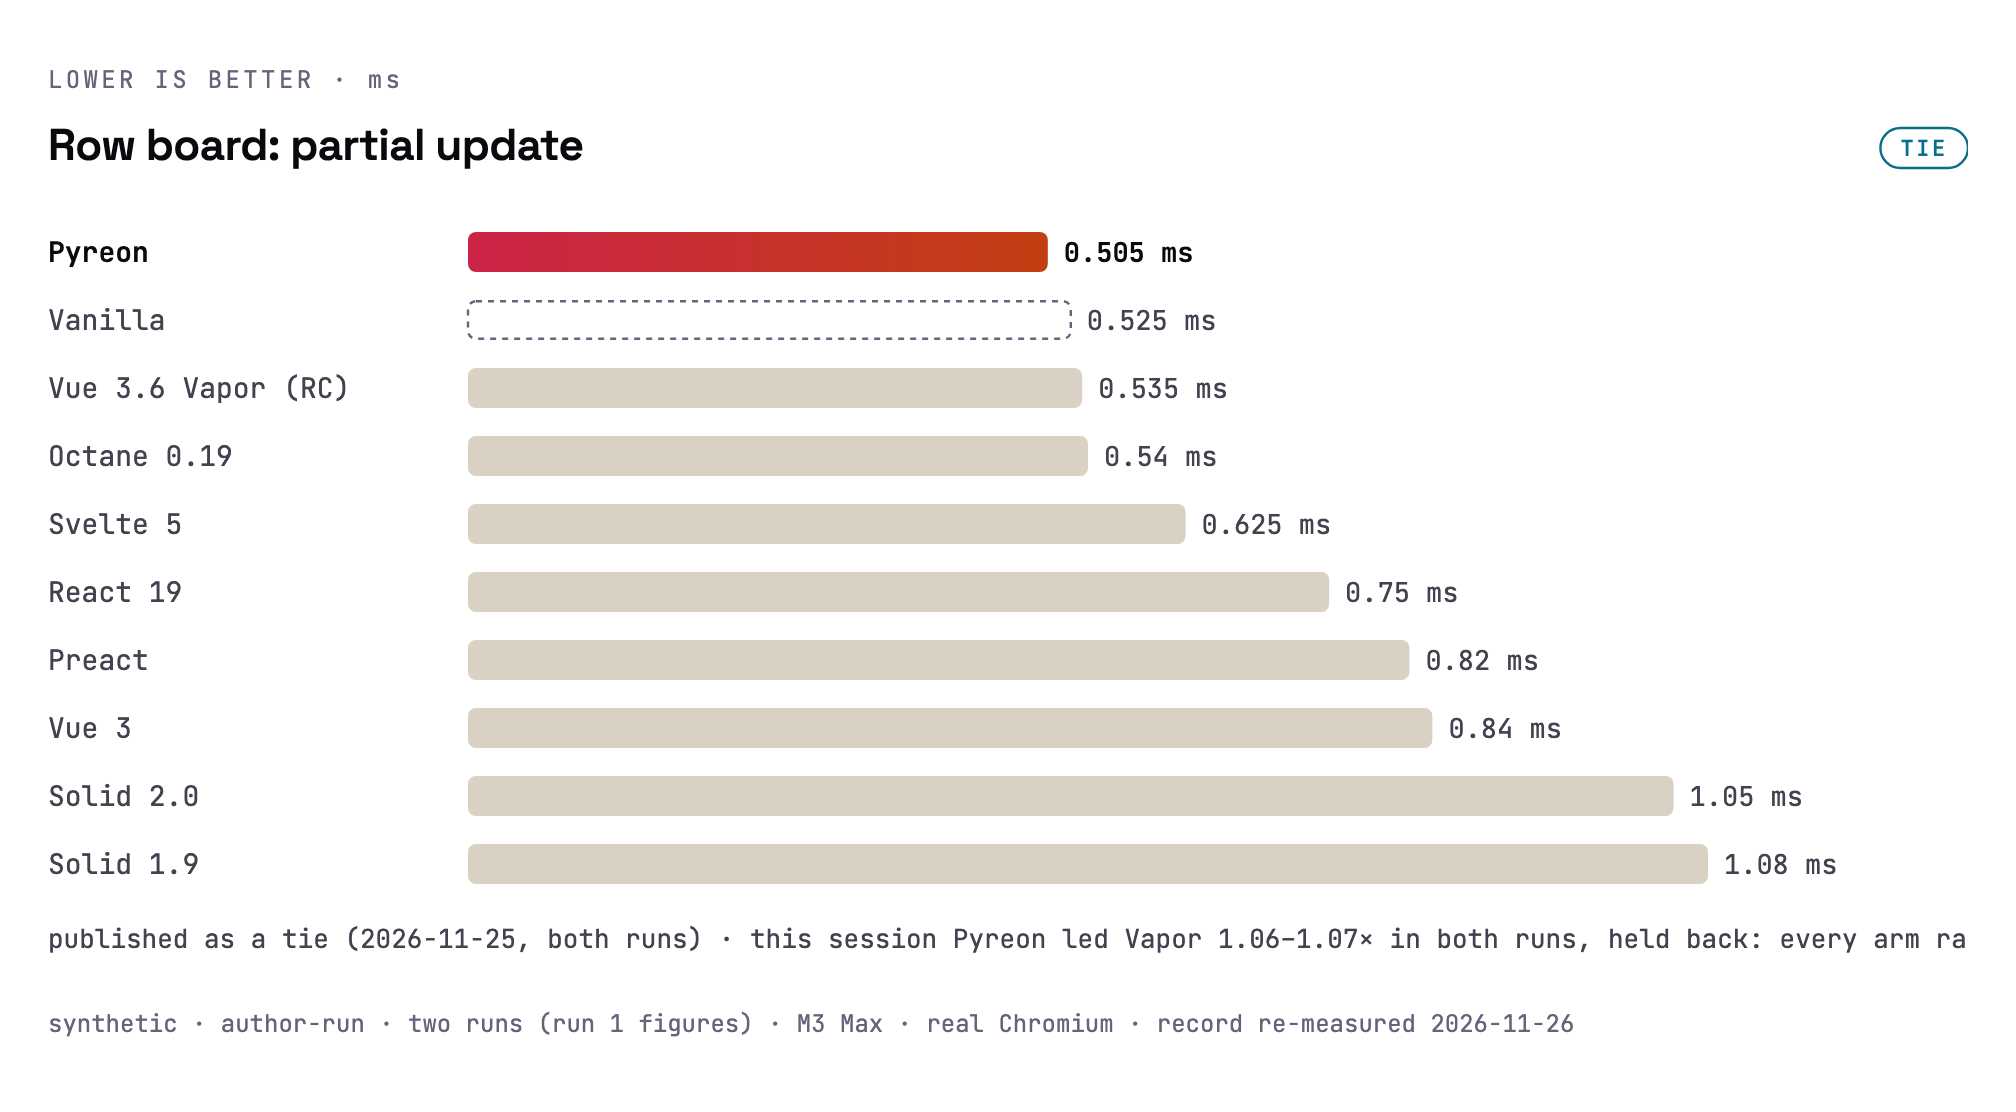 LOWER IS BETTER · ms
Row board: partial update
TIE
Pyreon 0.505 ms
Vanilla 0.525 ms
Vue 3.6 Vapor (RC) 0.535 ms
Octane 0.19 0.54 ms
Svelte 5 0.625 ms
React 19 0.75 ms
Preact 0.82 ms
Vue 3 0.84 ms
Solid 2.0 1.05 ms
Solid 1.9 1.08 ms
published as a tie (2026-11-25, both runs) · this session Pyreon led Vapor 1.06–1.07× in both runs, held back: every arm ra
synthetic · author-run · two runs (run 1 figures) · M3 Max · real Chromium · record re-measured 2026-11-26